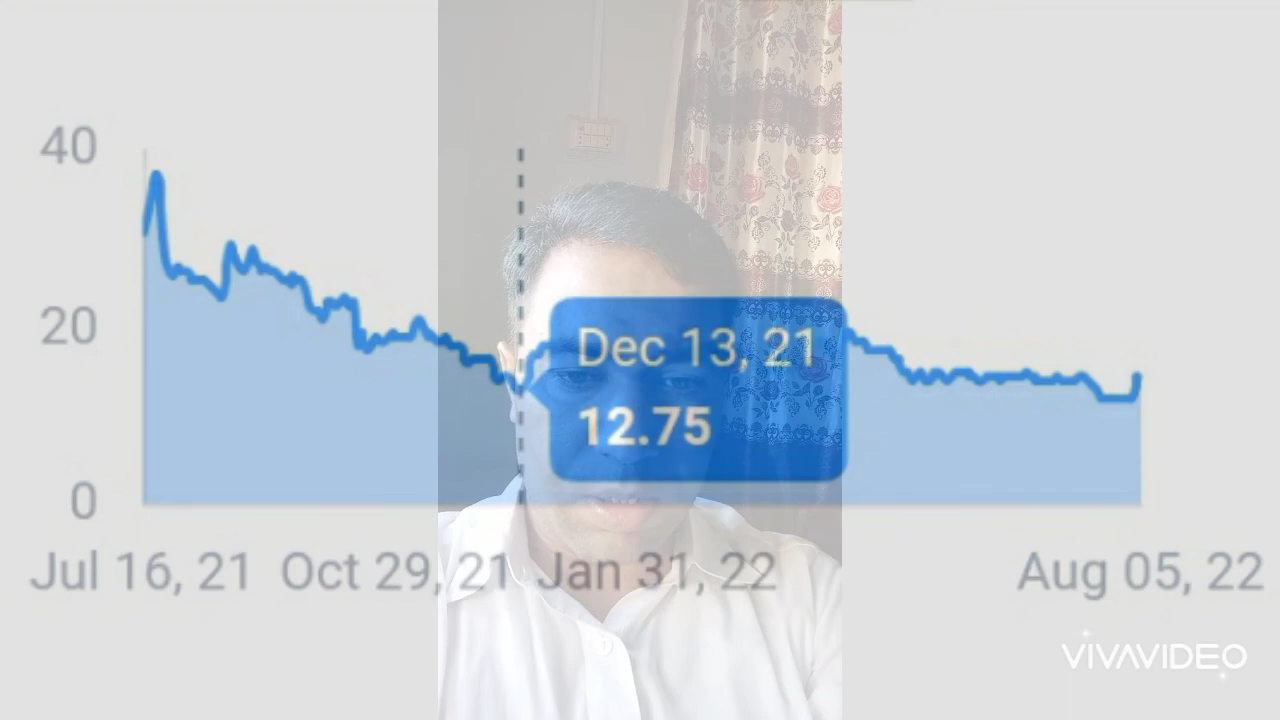 40
20
0
Dec 13, 21
12.75
Jul 16, 21 Oct 29, 21 Jan 31, 22 Aug 05, 22
VIVAVIDEO